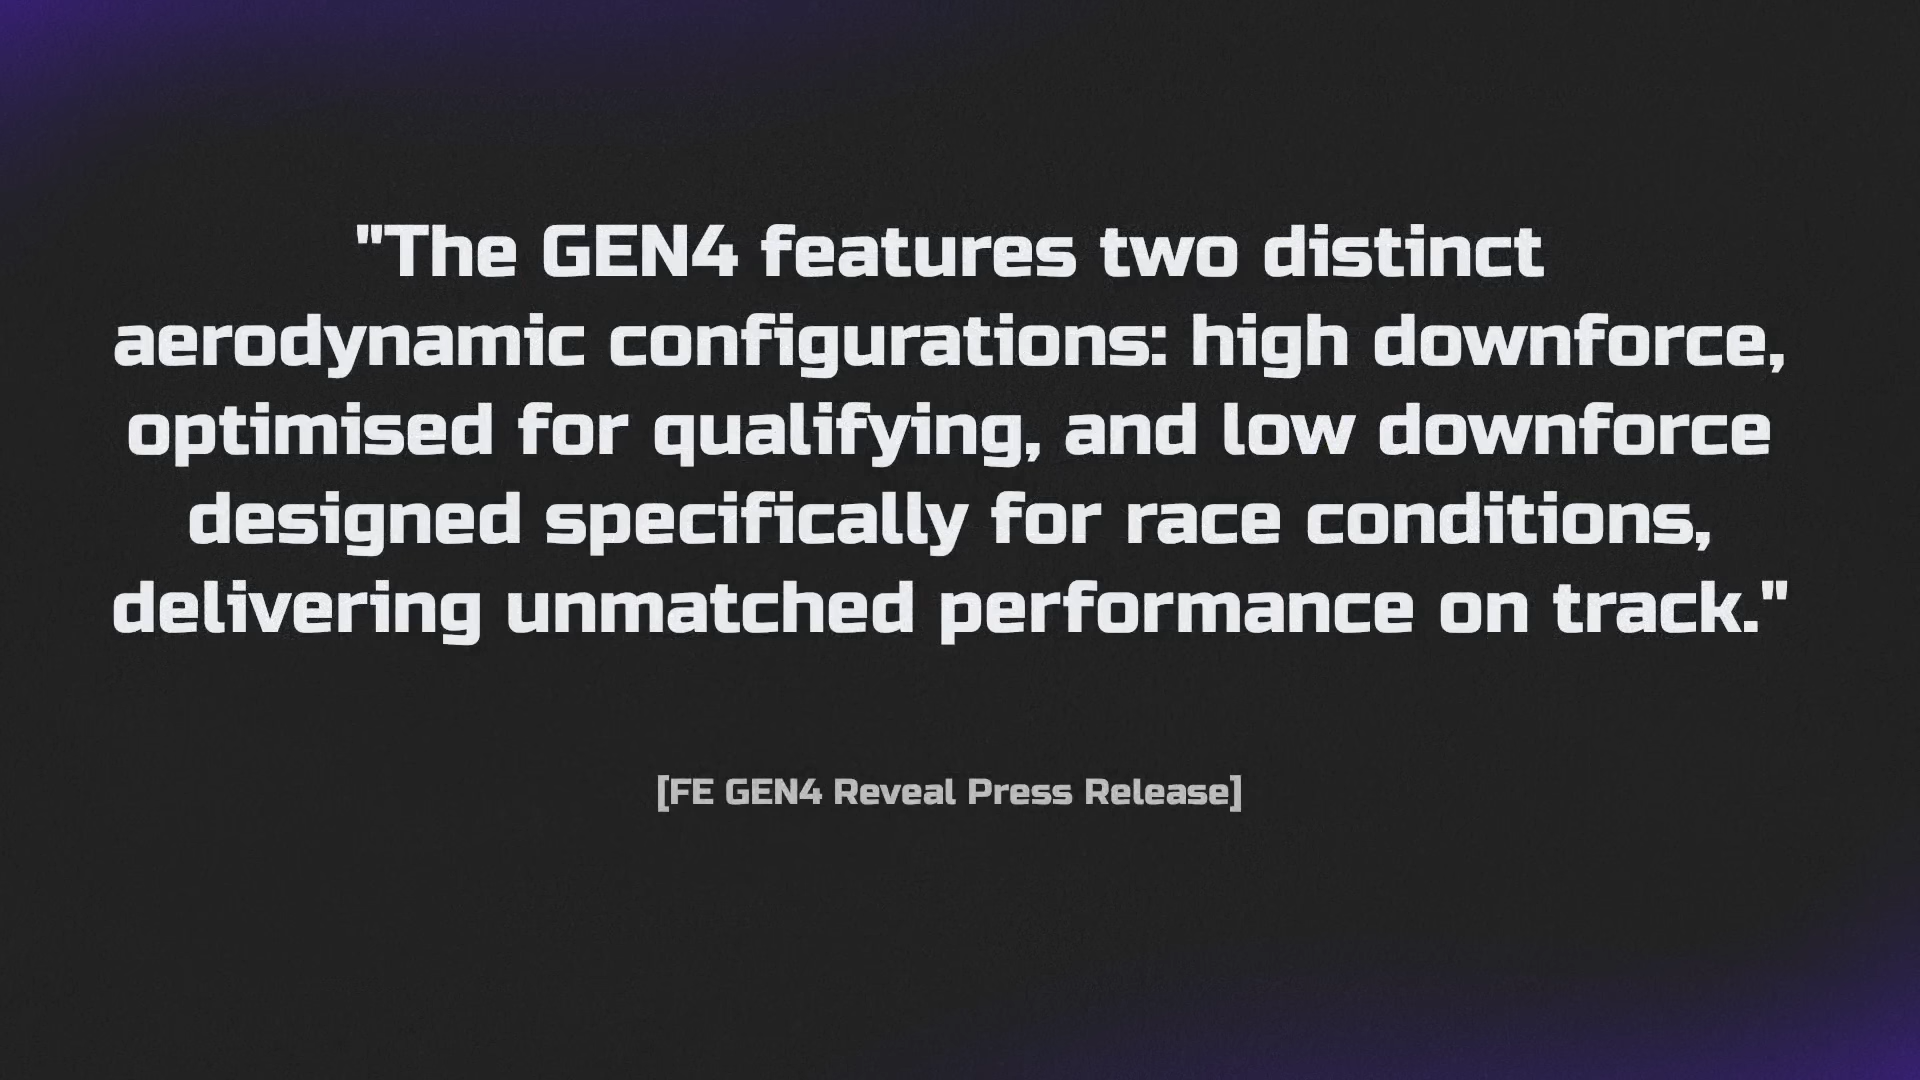 "The GEN4 features two distinct
aerodynamic configurations: high downforce,
optimised for qualifying, and low downforce
designed specifically for race conditions,
delivering unmatched performance on track."
[FE GEN4 Reveal Press Release]